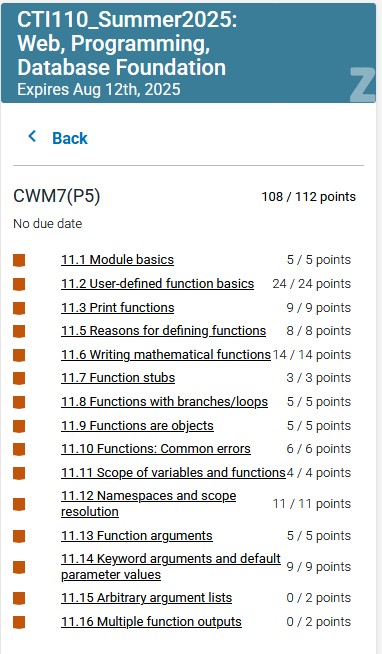 CTI110_Summer2025:
Web, Programming,
Database Foundation
Expires Aug 12th, 2025
Z
Back
CWM7(P5) 108 / 112 points
No due date
11.1 Module basics 5 / 5 points
11.2 User-defined function basics 24 / 24 points
11.3 Print functions 9 / 9 points
11.5 Reasons for defining functions 8 / 8 points
11.6 Writing mathematical functions 14 / 14 points
11.7 Function stubs 3 / 3 points
11.8 Functions with branches/loops 5 / 5 points
11.9 Functions are objects 5 / 5 points
11.10 Functions: Common errors 6 / 6 points
11.11 Scope of variables and functions 4 / 4 points
11.12 Namespaces and scope
resolution 11 / 11 points
11.13 Function arguments 5 / 5 points
11.14 Keyword arguments and default
parameter values 9 / 9 points
11.15 Arbitrary argument lists 0 / 2 points
11.16 Multiple function outputs 0 / 2 points